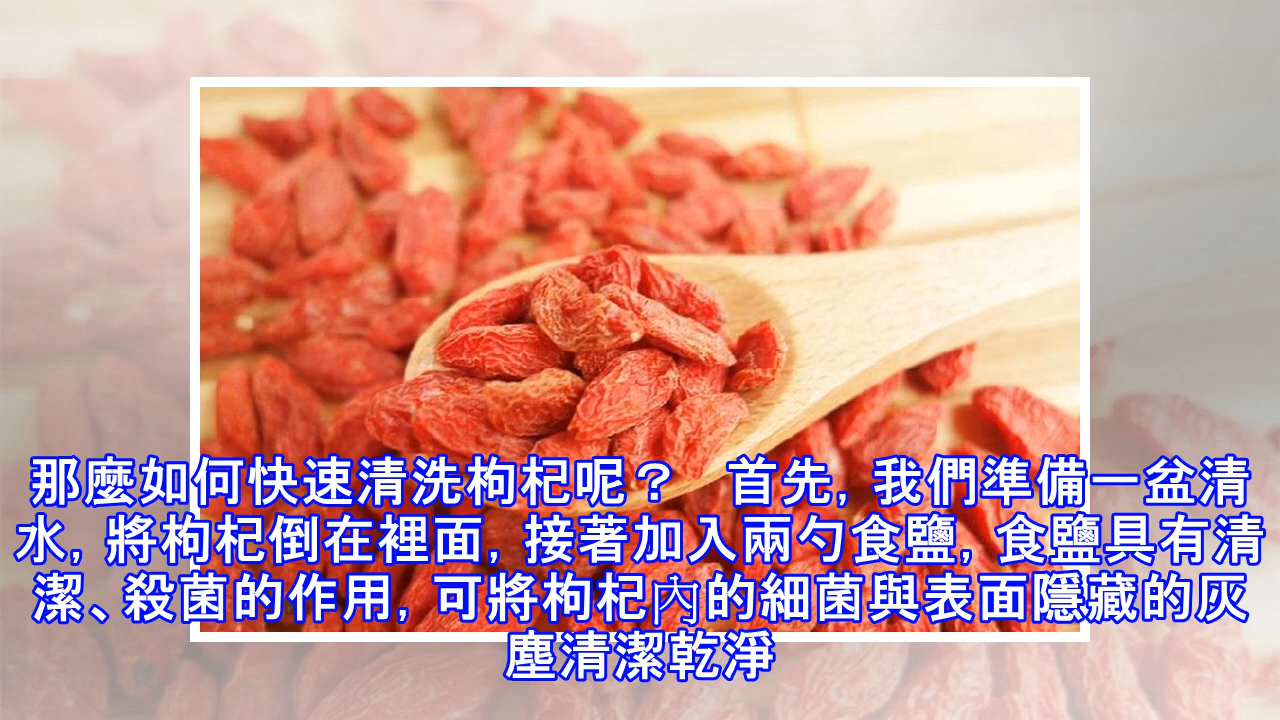 那麼如何快速清洗枸杞呢？　首先, 我們準備一盆清
水, 將枸杞倒在裡面, 接著加入兩勺食鹽, 食鹽具有清
潔、殺菌的作用, 可將枸杞內的細菌與表面隱藏的灰
塵清潔乾淨